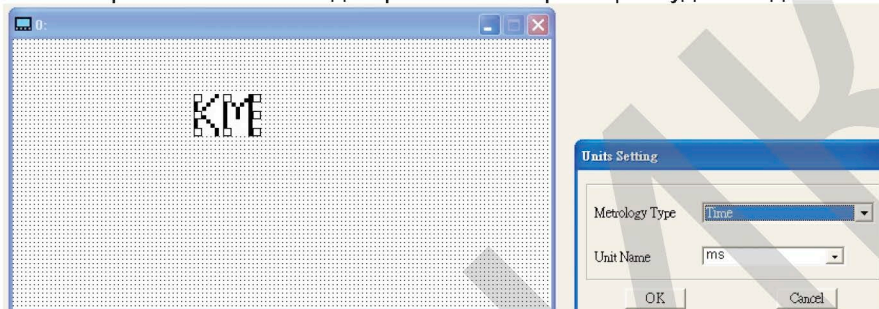 0:
KM
Units Setting
Metrology Type Time
Unit Name ms
OK Cancel